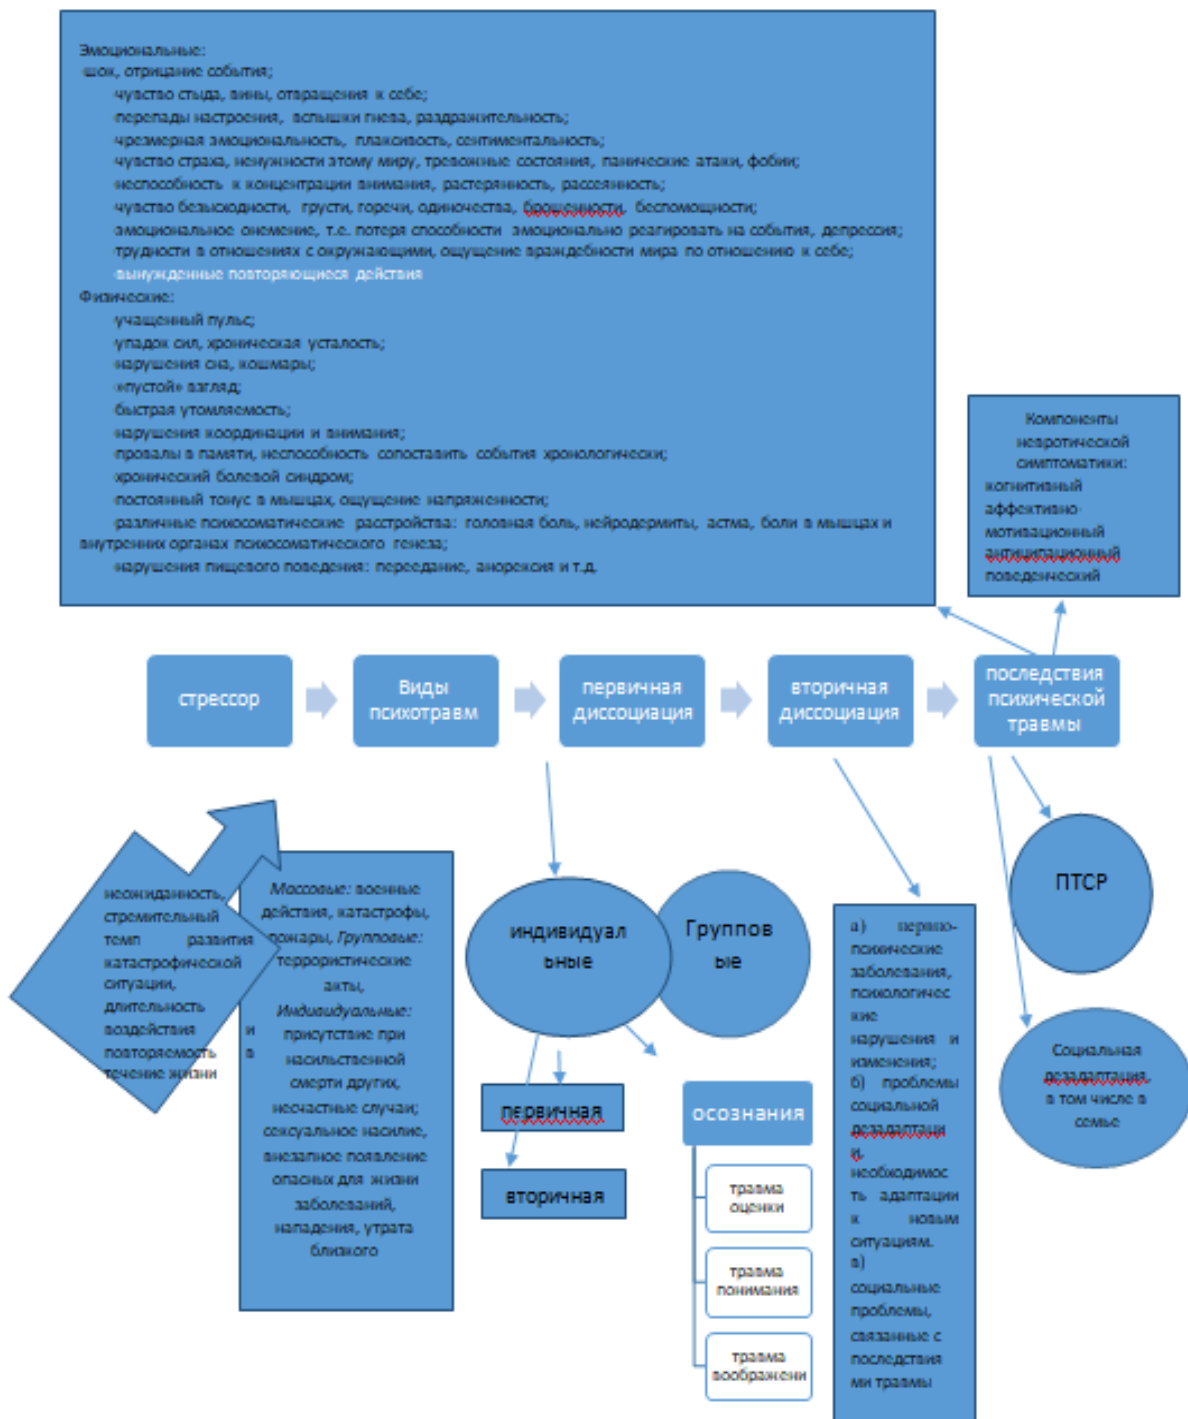 Эмоциональные:
шок, отрицание события;
чувство стыда, вины, отвращения к себе;
перепады настроения, вспышки гнева, раздражительность;
чрезмерная эмоциональность, плаксивость, сентиментальность;
чувство страха, ненужности этому миру, тревожные состояния, панические атаки, фобии;
неспособность к концентрации внимания, растерянность, рассеянность;
чувство безысходности, грусти, горечи, одиночества, брошенности, беспомощности;
эмоциональное онемение, т.е. потеря способности эмоционально реагировать на события, депрессия;
трудности в отношениях с окружающими, ощущение враждебности мира по отношению к себе;
вынужденные повторяющиеся действия
Физические:
учащенный пульс;
упадок сил, хроническая усталость;
нарушения сна, кошмары;
«пустой» взгляд;
быстрая утомляемость;
нарушения координации и внимания;
провалы в памяти, неспособность сопоставить события хронологически;
хронический болевой синдром;
постоянный тонус в мышцах, ощущение напряженности;
различные психосоматические расстройства: головная боль, нейродермиты, астма, боли в мышцах и
внутренних органах психосоматического генеза;
нарушения пищевого поведения: переедание, анорексия и т.д.
Компоненты
невротической
симптоматики:
когнитивный
аффективно-
мотивационный
антиципационный
поведенческий
стрессор
Виды
психотравм
первичная
диссоциация
вторичная
диссоциация
последствия
психической
травмы
неожиданность,
стремительный
темп развития
катастрофической
ситуации,
длительность
воздействия и
повторяемость в
течение жизни
Массовые: военные
действия, катастрофы,
пожары, Групповые:
террористические
акты,
Индивидуальные:
присутствие при
насильственной
смерти других,
несчастные случаи;
сексуальное насилие,
внезапное появление
опасных для жизни
заболеваний,
нападения, утрата
близкого
индивидуал
ьные
Группов
ые
первичная
вторичная
осознания
травма
оценки
травма
понимания
травма
воображени
а) нервно-
психические
заболевания,
психологичес
кие
нарушения и
изменения;
б) проблемы
социальной
дезадаптаци
и,
необходимос
ть адаптации
к новым
ситуациям.
в)
социальные
проблемы,
связанные с
последствия
ми травмы
ПТСР
Социальная
дезадаптация,
в том числе в
семье